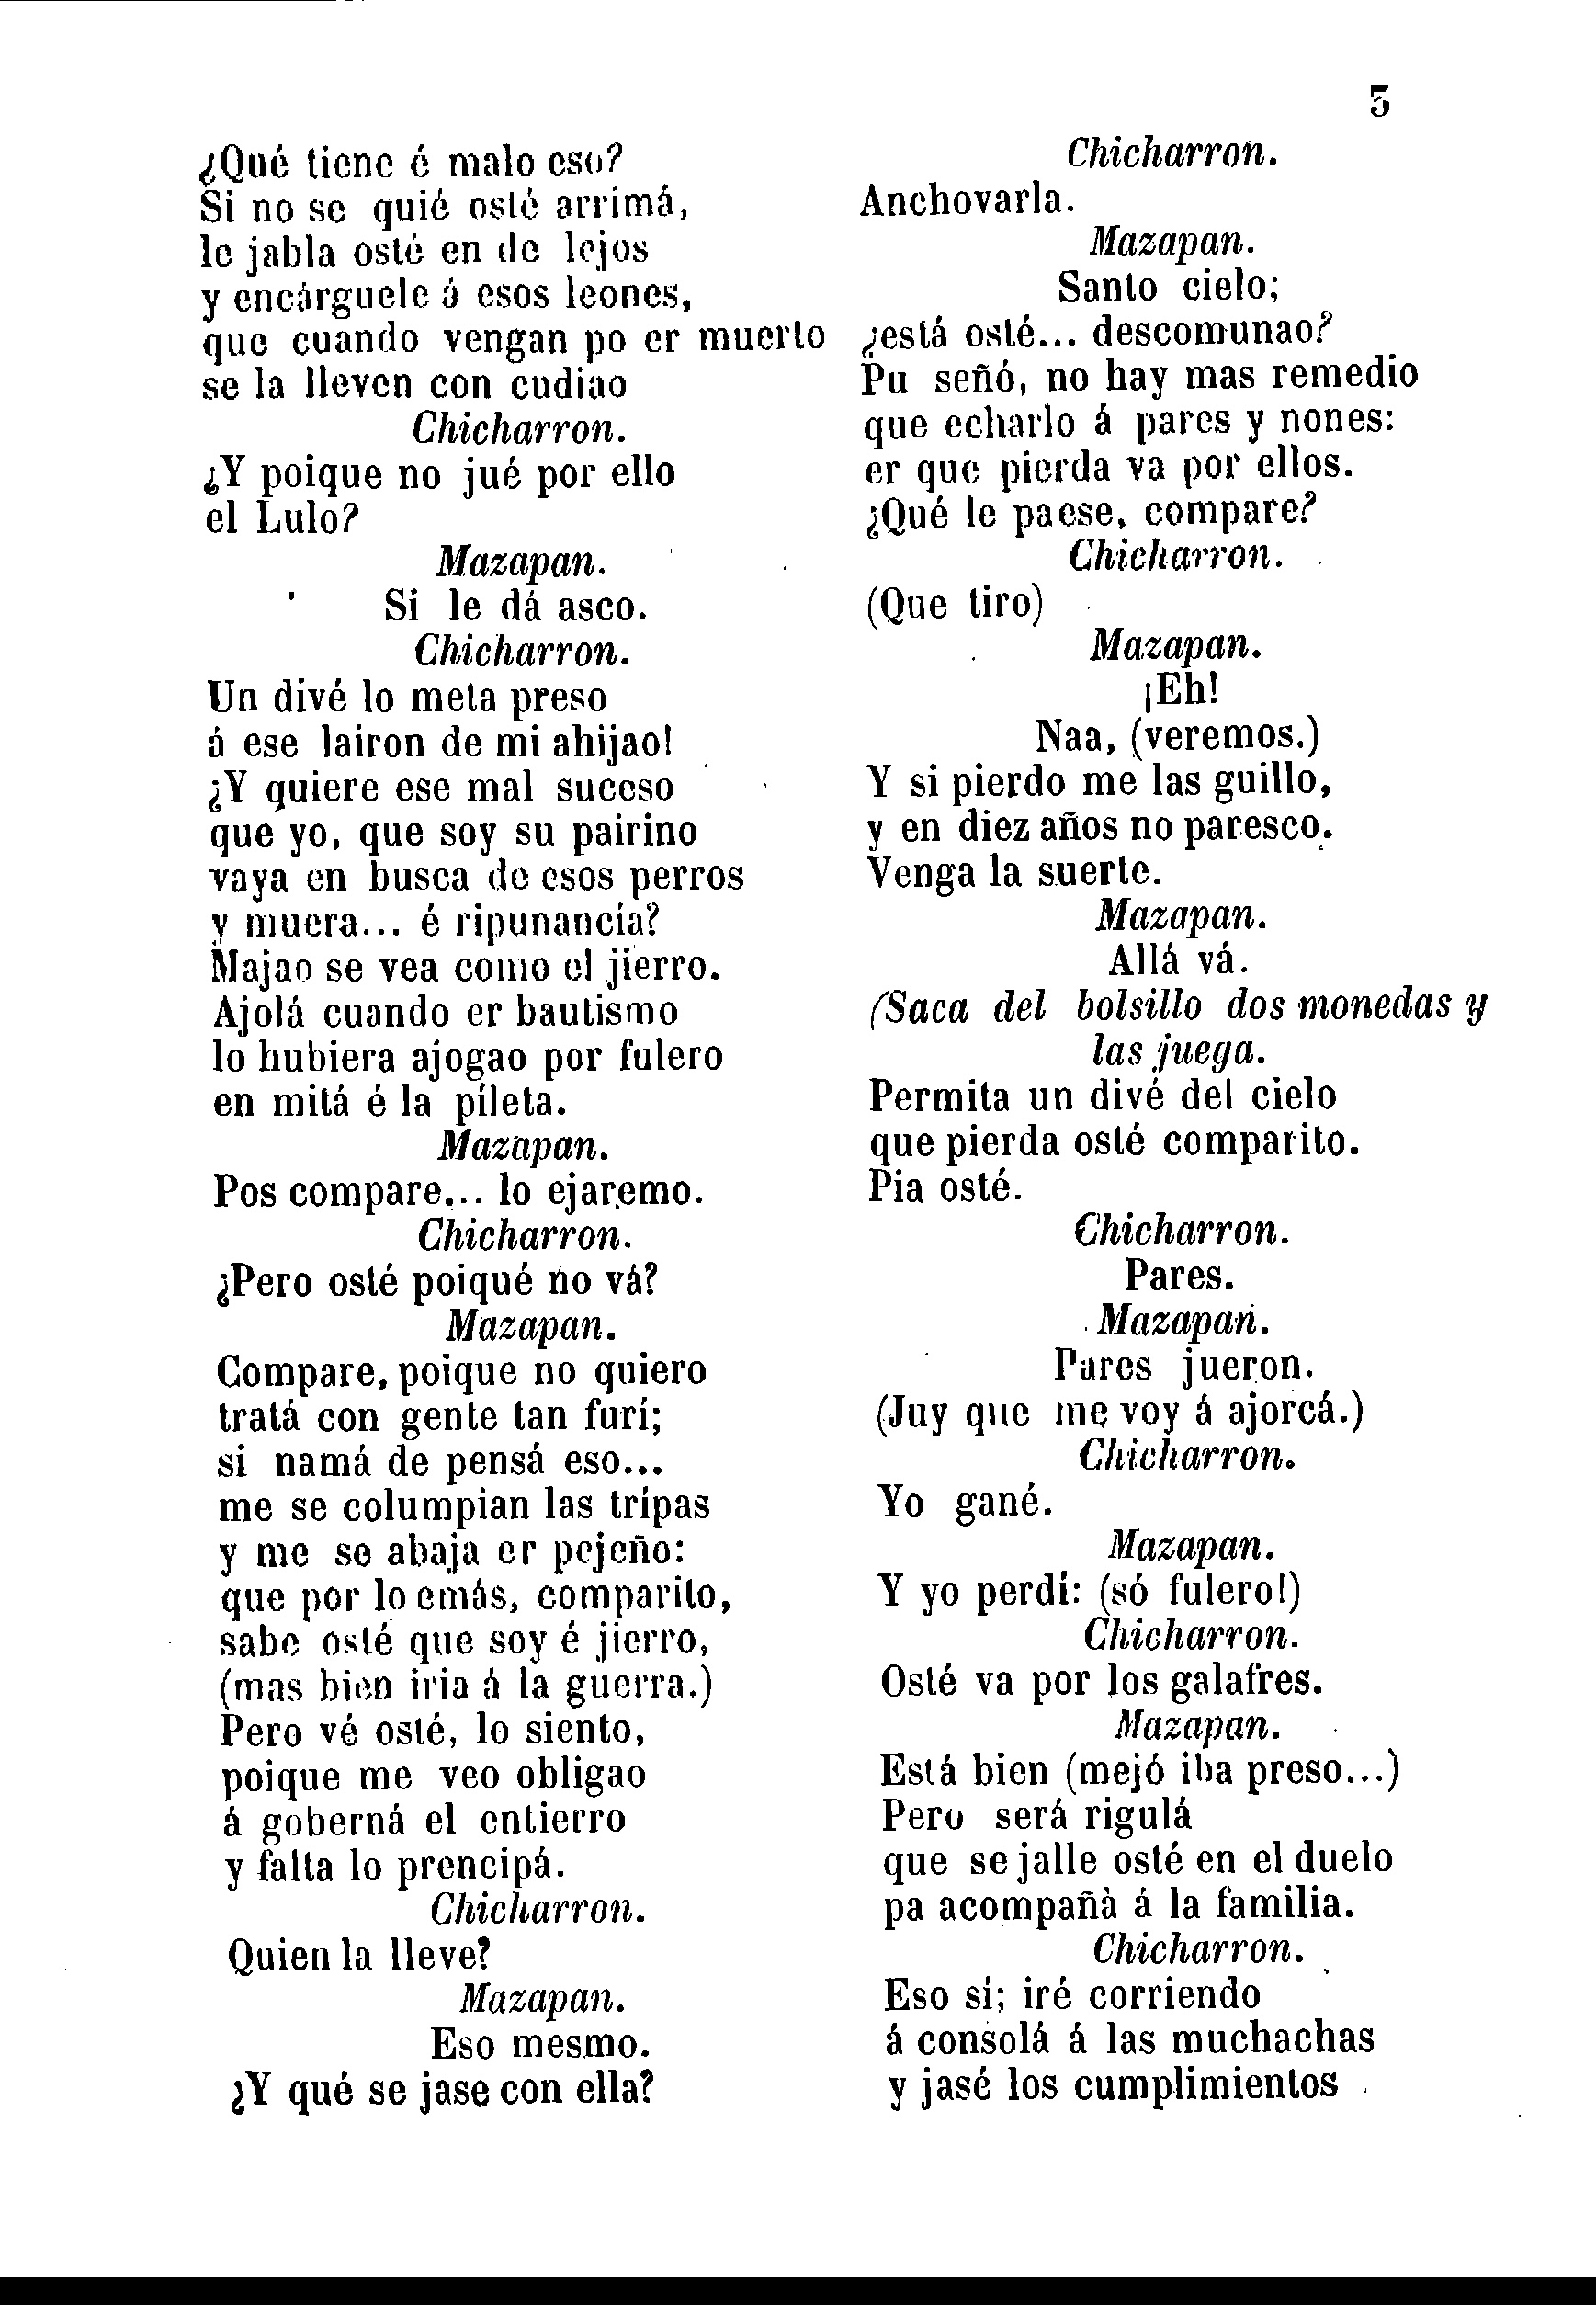 3
¿Qué tiene é malo eso?
Si no se quié osté arrimá,
le jabla osté en de lejos
y encárguele á esos leones,
que cuando vengan po er muerto
se la lleven con cudiao
Chicharron.
¿Y poique no jué por ello
el Lulo?
Mazapan.
Si le dá asco.
Chicharron.
Un divé lo meta preso
á ese lairon de mi ahijao!
¿Y quiere ese mal suceso
que yo, que soy su pairino
vaya en busca de esos perros
y muera... é ripunancía?
Majao se vea como el jierro.
Ajolá cuando er bautismo
lo hubiera ajogao por fulero
en mitá é la píleta.
Mazapan.
Pos compare... lo ejaremo.
Chicharron.
¿Pero osté poiqué no vá?
Mazapan.
Compare, poique no quiero
tratá con gente tan furí;
si namá de pensá eso...
me se columpian las trípas
y me se abaja er pejeño:
que por lo emás, comparito,
sabe osté que soy é jierro,
(mas bien iria á la guerra.)
Pero vé osté, lo siento,
poique me veo obligao
á goberná el entierro
y falta lo prencipá.
Chicharron.
Quien la lleve?
Mazapan.
Eso mesmo.
¿Y qué se jase con ella?
Chicharron.
Anchovarla.
Mazapan.
Santo cielo;
¿está osté... descomunao?
Pu señó, no hay mas remedio
que echarlo á pares y nones:
er que pierda va por ellos.
¿Qué le paese, compare?
Chicharron.
(Que tiro)
Mazapan.
¡Eh!
Naa, (veremos.)
Y si pierdo me las guillo,
y en diez años no paresco.
Venga la suerte.
Mazapan.
Allá vá.
(Saca del bolsillo dos monedas y
las juega.
Permita un divé del cielo
que pierda osté comparito.
Pia osté.
Chicharron.
Pares.
Mazapan.
Pares jueron.
(Juy que me voy á ajorcá.)
Chicharron.
Yo gané.
Mazapan.
Y yo perdí: (só fulero!)
Chicharron.
Osté va por los galafres.
Mazapan.
Está bien (mejó iba preso...)
Pero será rigulá
que se jalle osté en el duelo
pa acompañà á la familia.
Chicharron.
Eso sí; iré corriendo
á consolá á las muchachas
y jasé los cumplimientos